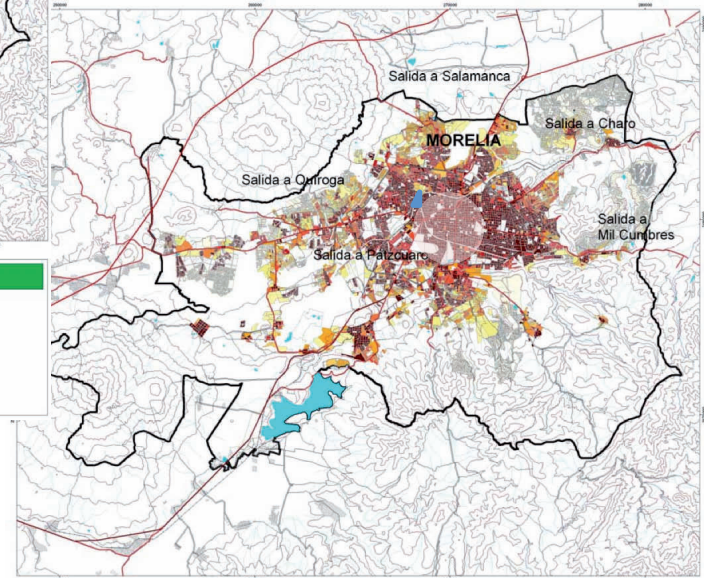 Salida a Salamanca
Salida a Charo
MORELIA
Salida a Quiroga
Salida a
Mil Cumbres
Salida a Pátzcuaro